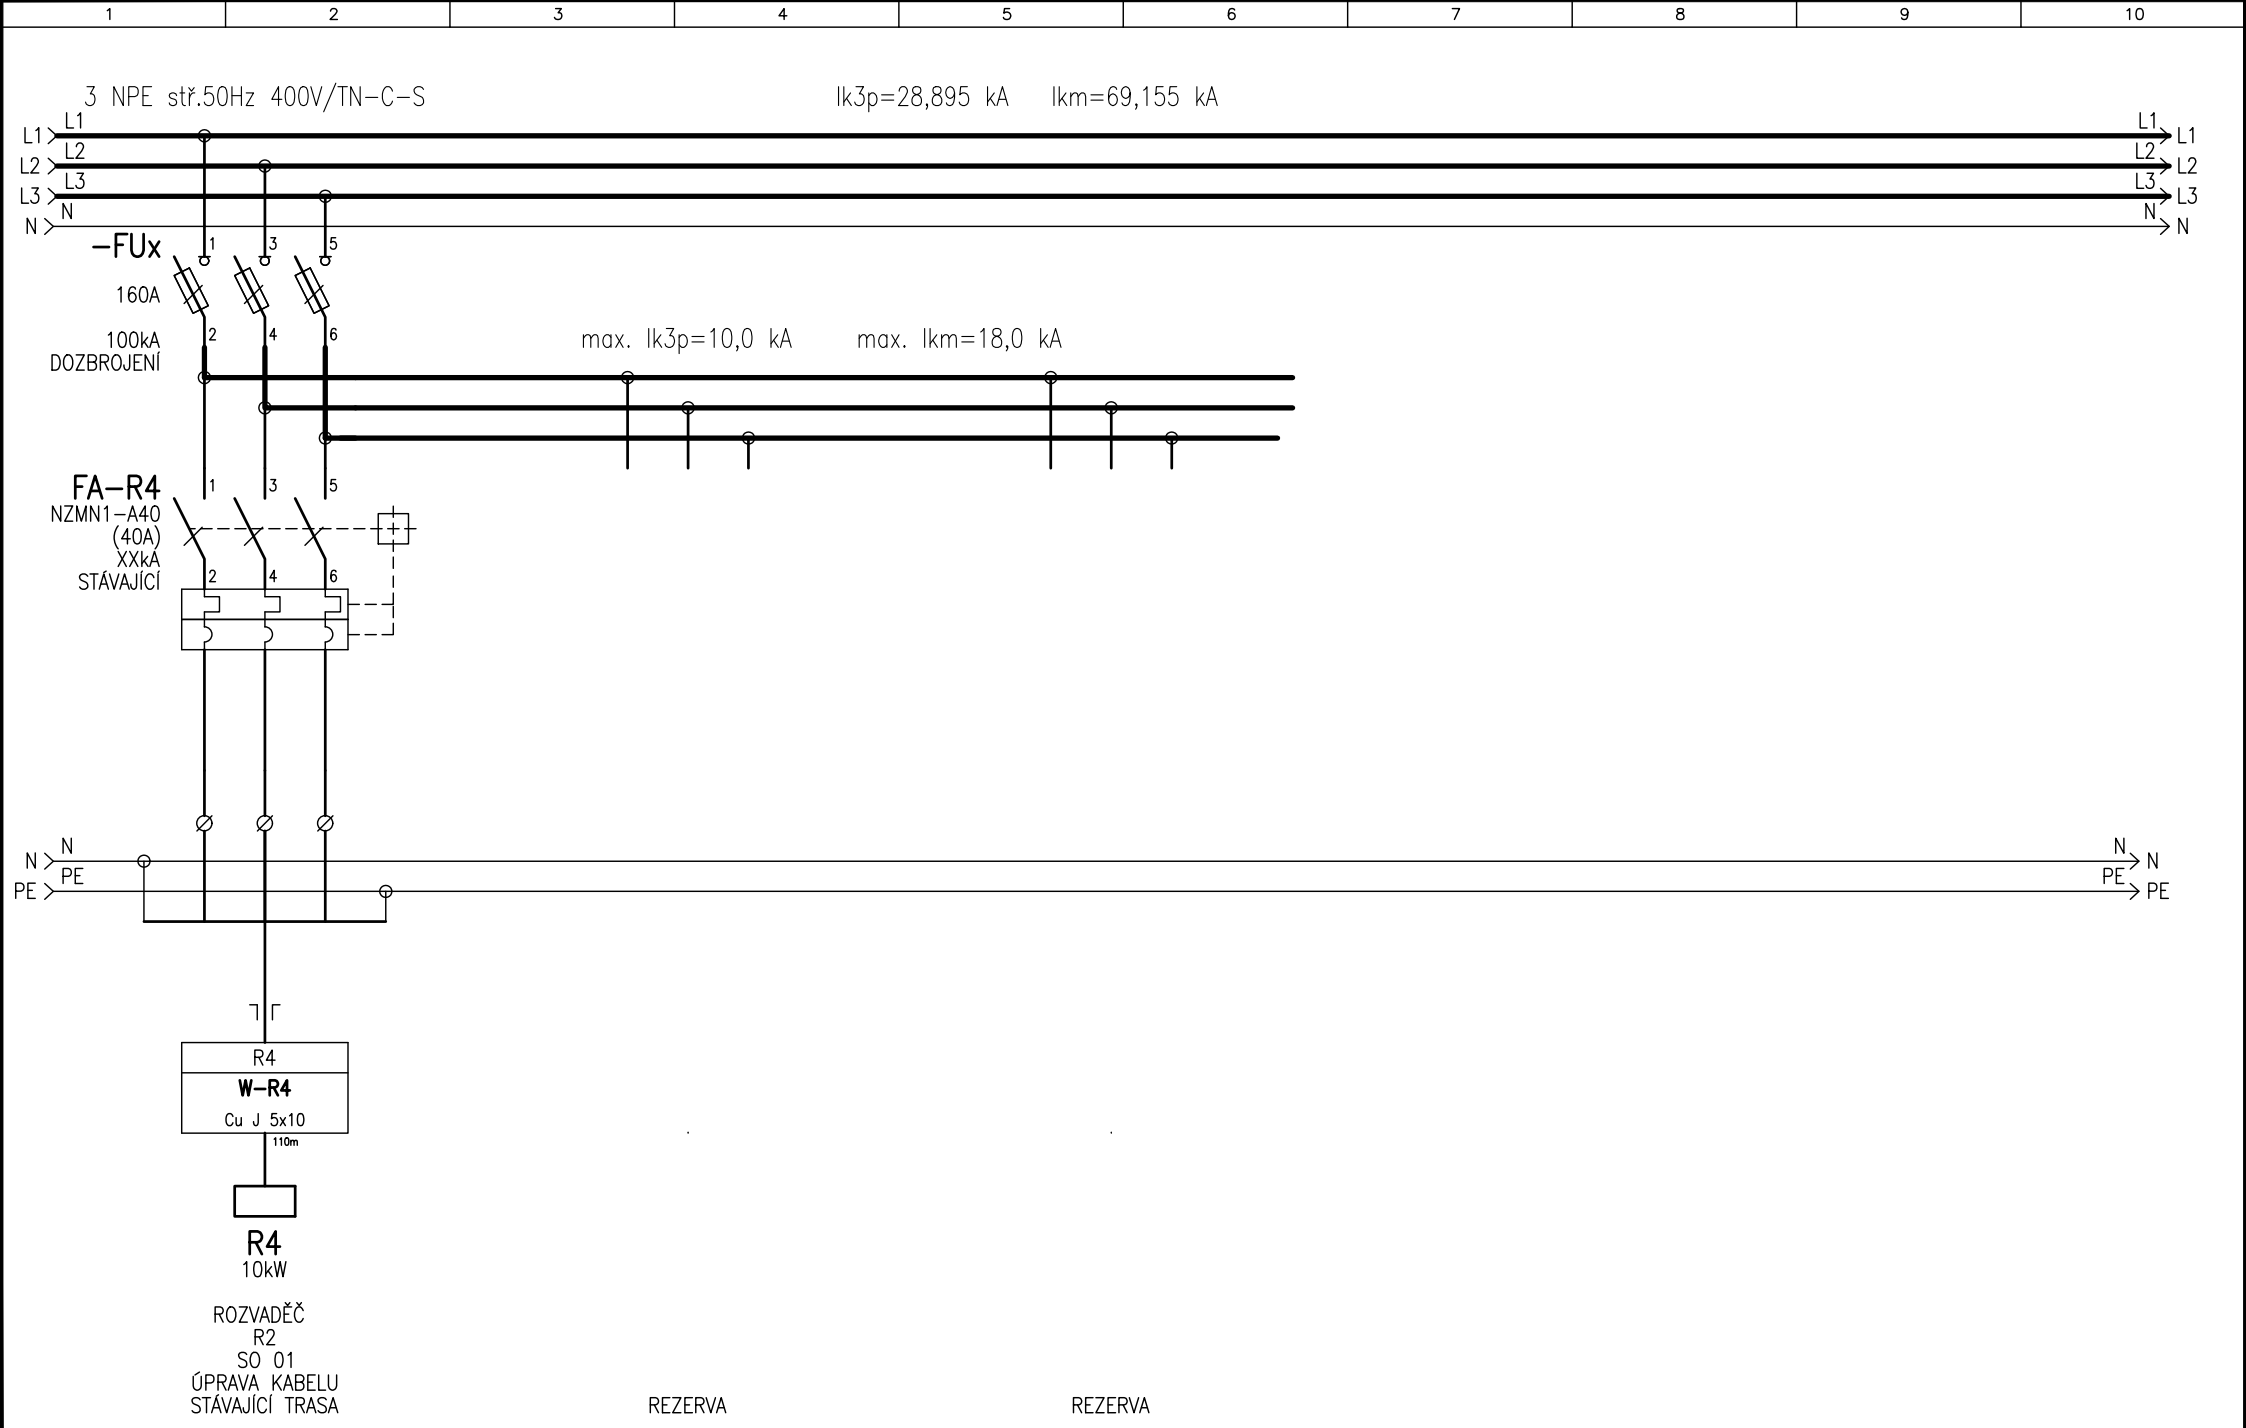 1 2 3 4 5 6 7 8 9 10
3 NPE stř.50Hz 400V/TN-C-S Ik3p=28,895 kA Ikm=69,155 kA
L1 L1 L1 L1
L2 L2 L2 L2
L3 L3 L3 L3
N N N N
-FUx 1 3 5
160A
100kA 2 4 6
DOZBROJENÍ
max. Ik3p=10,0 kA max. Ikm=18,0 kA
FA-R4 1 3 5
NZMN1-A40
(40A)
XXkA
STÁVAJÍCÍ 2 4 6
N N N N
PE PE PE PE
R4
W-R4
Cu J 5x10
110m
R4
10kW
ROZVADĚČ
R2
SO 01
ÚPRAVA KABELU
STÁVAJÍCÍ TRASA
REZERVA
REZERVA